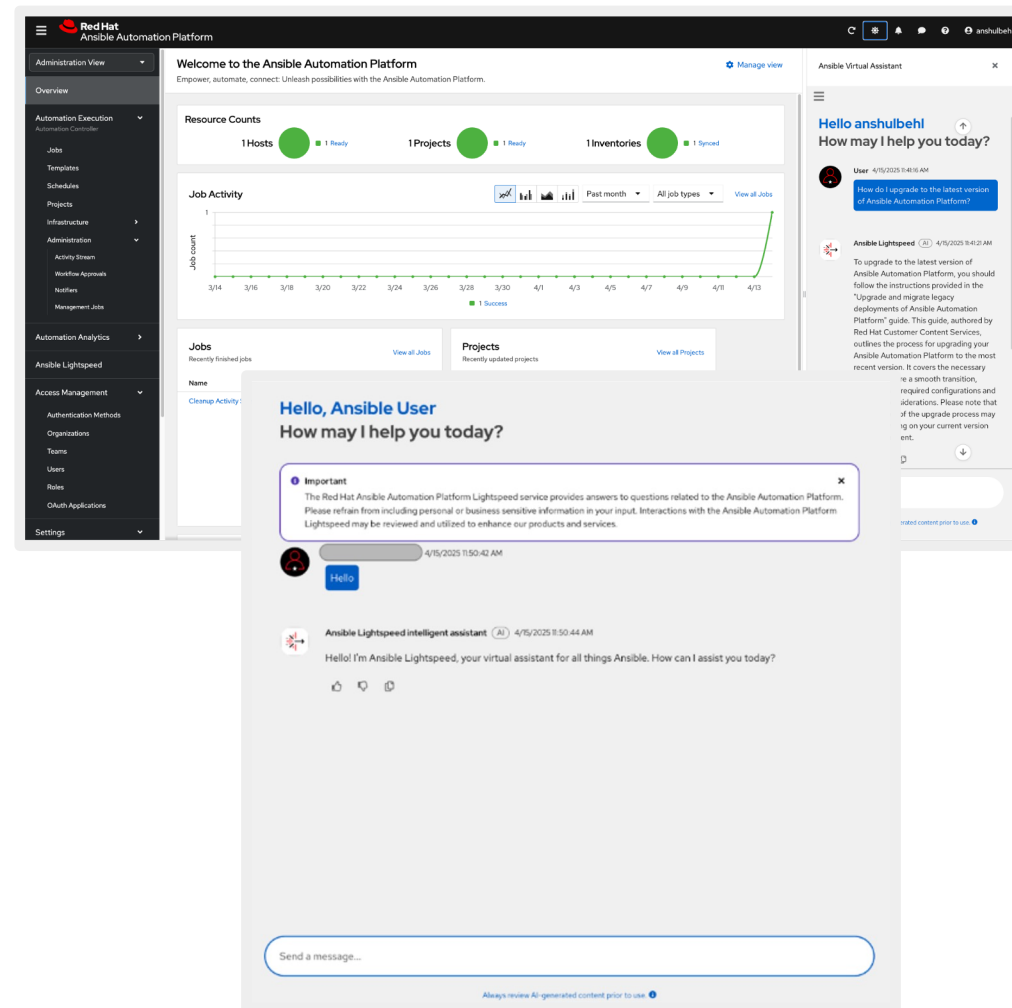 Red Hat
Ansible Automation Platform
anshulbeh
Administration View
Overview
Automation Execution
Automation Controller
Jobs
Templates
Schedules
Projects
Infrastructure
Administration
Activity Stream
Workflow Approvals
Notifiers
Management Jobs
Automation Analytics
Ansible Lightspeed
Access Management
Authentication Methods
Organizations
Teams
Users
Roles
OAuth Applications
Settings
Welcome to the Ansible Automation Platform
Empower, automate, connect: Unleash possibilities with the Ansible Automation Platform.
Manage view
Resource Counts
1 Hosts 1 Ready 1 Projects 1 Ready 1 Inventories 1 Synced
Job Activity Past month All job types View all Jobs
1
Job count
3/14 3/16 3/18 3/20 3/22 3/24 3/26 3/28 3/30 4/1 4/3 4/5 4/7 4/9 4/11 4/13
1 Success
Jobs
Recently finished jobs
View all Jobs
Name
Cleanup Activity
Projects
Recently updated projects
View all Projects
Ansible Virtual Assistant
Hello anshulbehl
How may I help you today?
User 4/15/2025 11:41:16 AM
How do I upgrade to the latest version
of Ansible Automation Platform?
Ansible Lightspeed AI 4/15/2025 11:41:21 AM
To upgrade to the latest version of
Ansible Automation Platform, you should
follow the instructions provided in the
"Upgrade and migrate legacy
deployments of Ansible Automation
Platform" guide. This guide, authored by
Red Hat Customer Content Services,
outlines the process for upgrading your
Ansible Automation Platform to the most
recent version. It covers the necessary
re a smooth transition,
required configurations and
siderations. Please note that
of the upgrade process may
ng on your current version
ent.
erated content prior to use.
Hello, Ansible User
How may I help you today?
Important
The Red Hat Ansible Automation Platform Lightspeed service provides answers to questions related to the Ansible Automation Platform.
Please refrain from including personal or business sensitive information in your input. Interactions with the Ansible Automation Platform
Lightspeed may be reviewed and utilized to enhance our products and services.
4/15/2025 11:50:42 AM
Hello
Ansible Lightspeed intelligent assistant AI 4/15/2025 11:50:44 AM
Hello! I'm Ansible Lightspeed, your virtual assistant for all things Ansible. How can I assist you today?
Send a message...
Always review AI-generated content prior to use.